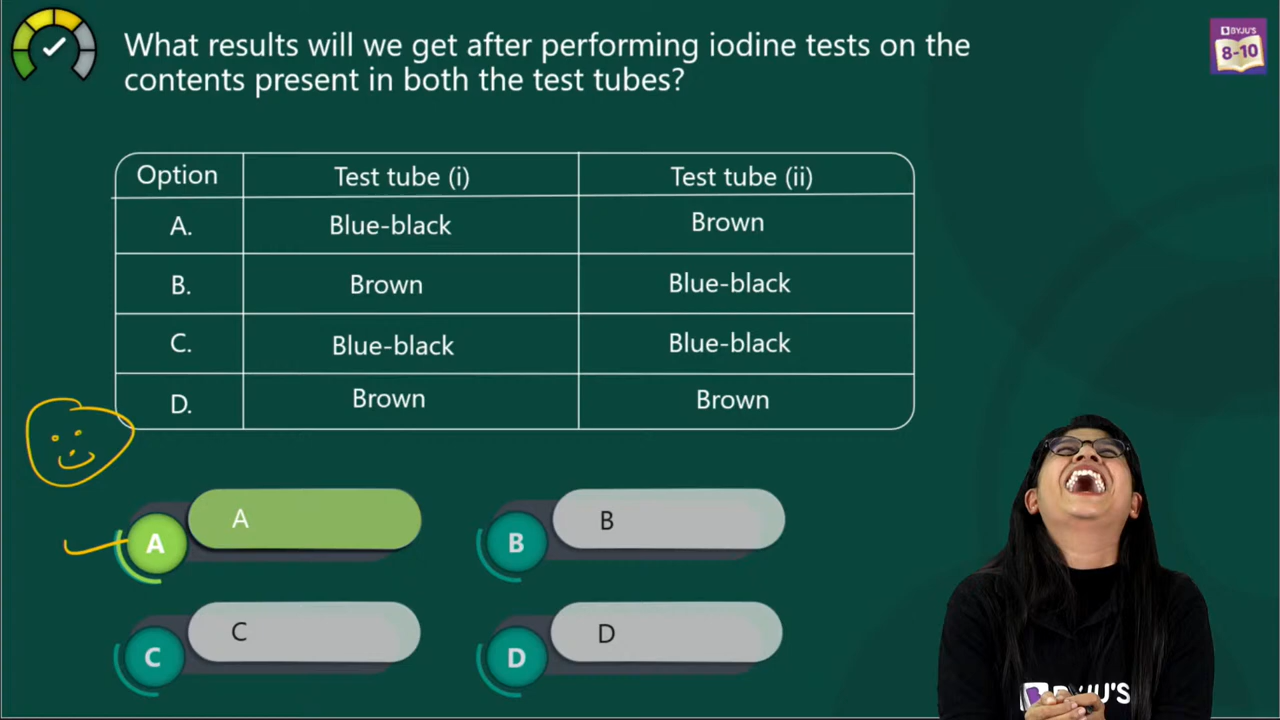 What results will we get after performing iodine tests on the
contents present in both the test tubes?
BYJU'S
8-10
Option Test tube (i) Test tube (ii)
A. Blue-black Brown
B. Brown Blue-black
C. Blue-black Blue-black
D. Brown Brown
A A
B B
C C
D D
BYJU'S